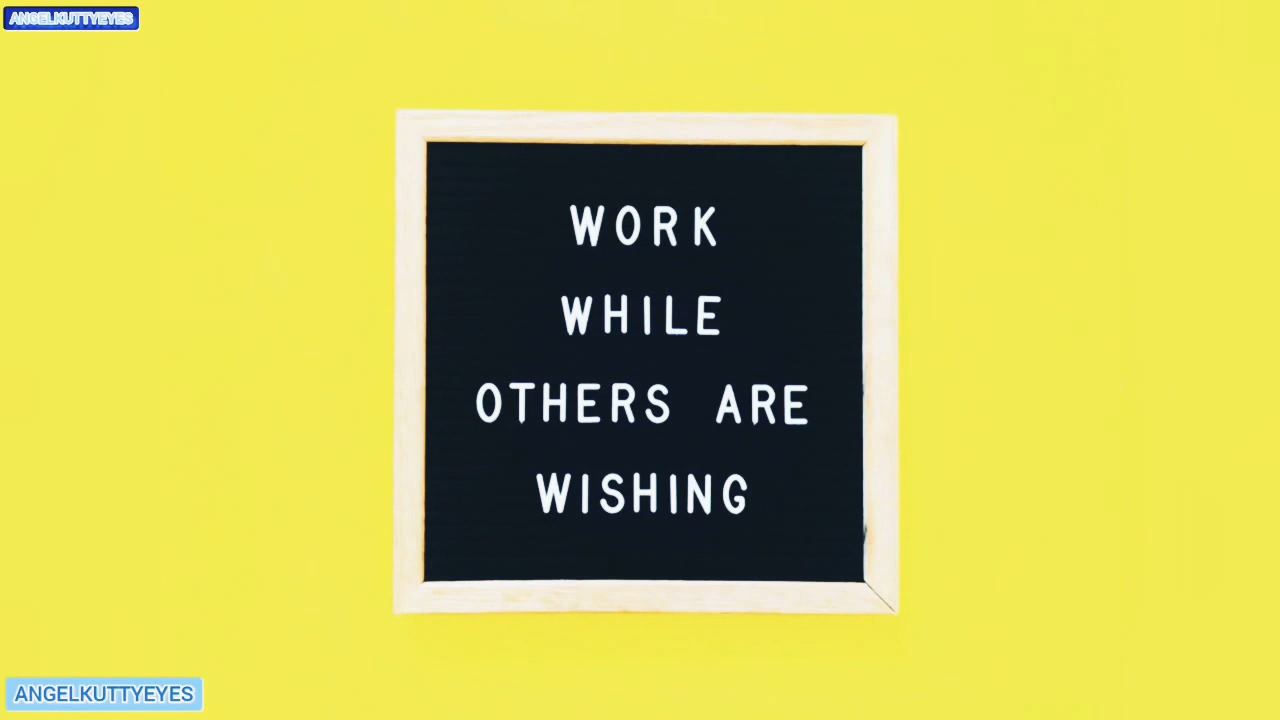 ANGELKUTTYEYES
WORK
WHILE
OTHERS ARE
WISHING
ANGELKUTTYEYES